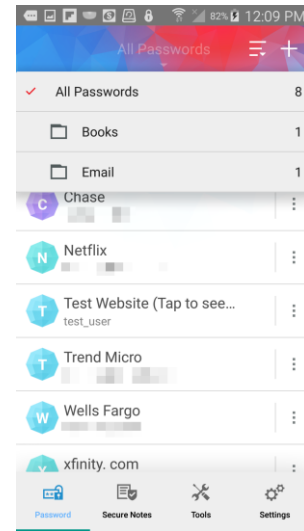 82% 12:09 PM
All Passwords
All Passwords 8
Books 1
Email 1
C Chase
N Netflix
T Test Website (Tap to see...
test_user
T Trend Micro
W Wells Fargo
xfinity. com
Password Secure Notes Tools Settings